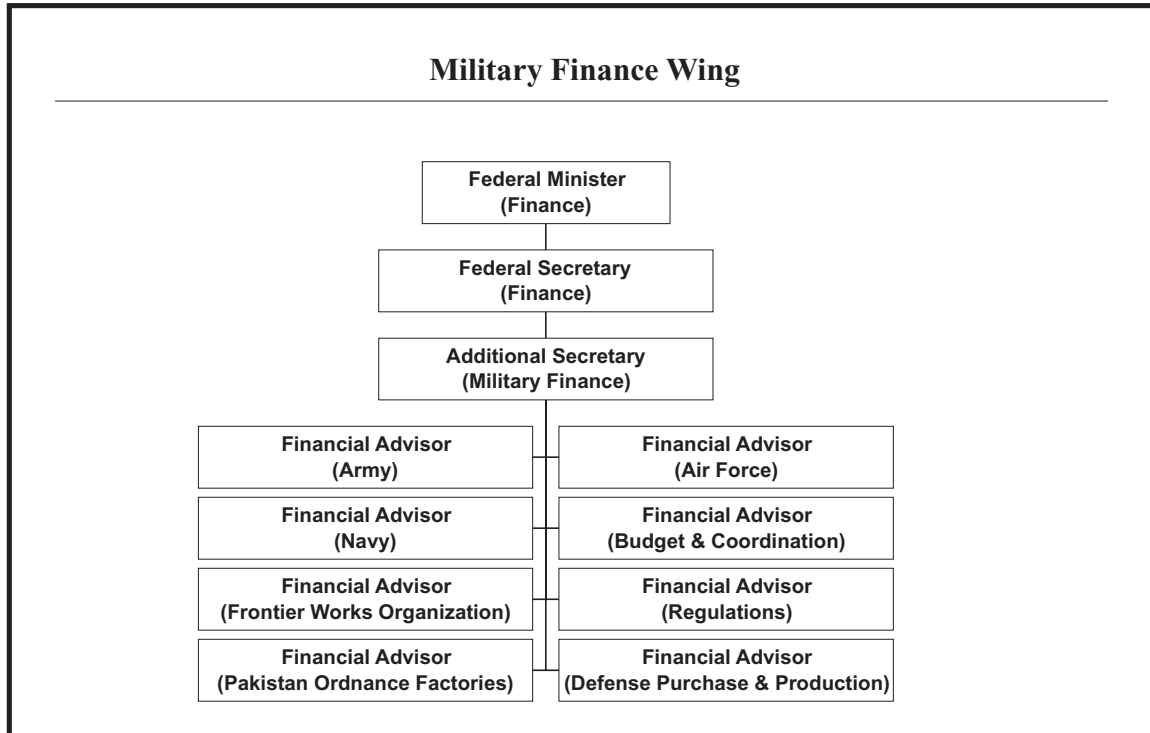 Military Finance Wing
Federal Minister
(Finance)
Federal Secretary
(Finance)
Additional Secretary
(Military Finance)
Financial Advisor
(Army)
Financial Advisor
(Air Force)
Financial Advisor
(Navy)
Financial Advisor
(Budget & Coordination)
Financial Advisor
(Frontier Works Organization)
Financial Advisor
(Regulations)
Financial Advisor
(Pakistan Ordnance Factories)
Financial Advisor
(Defense Purchase & Production)